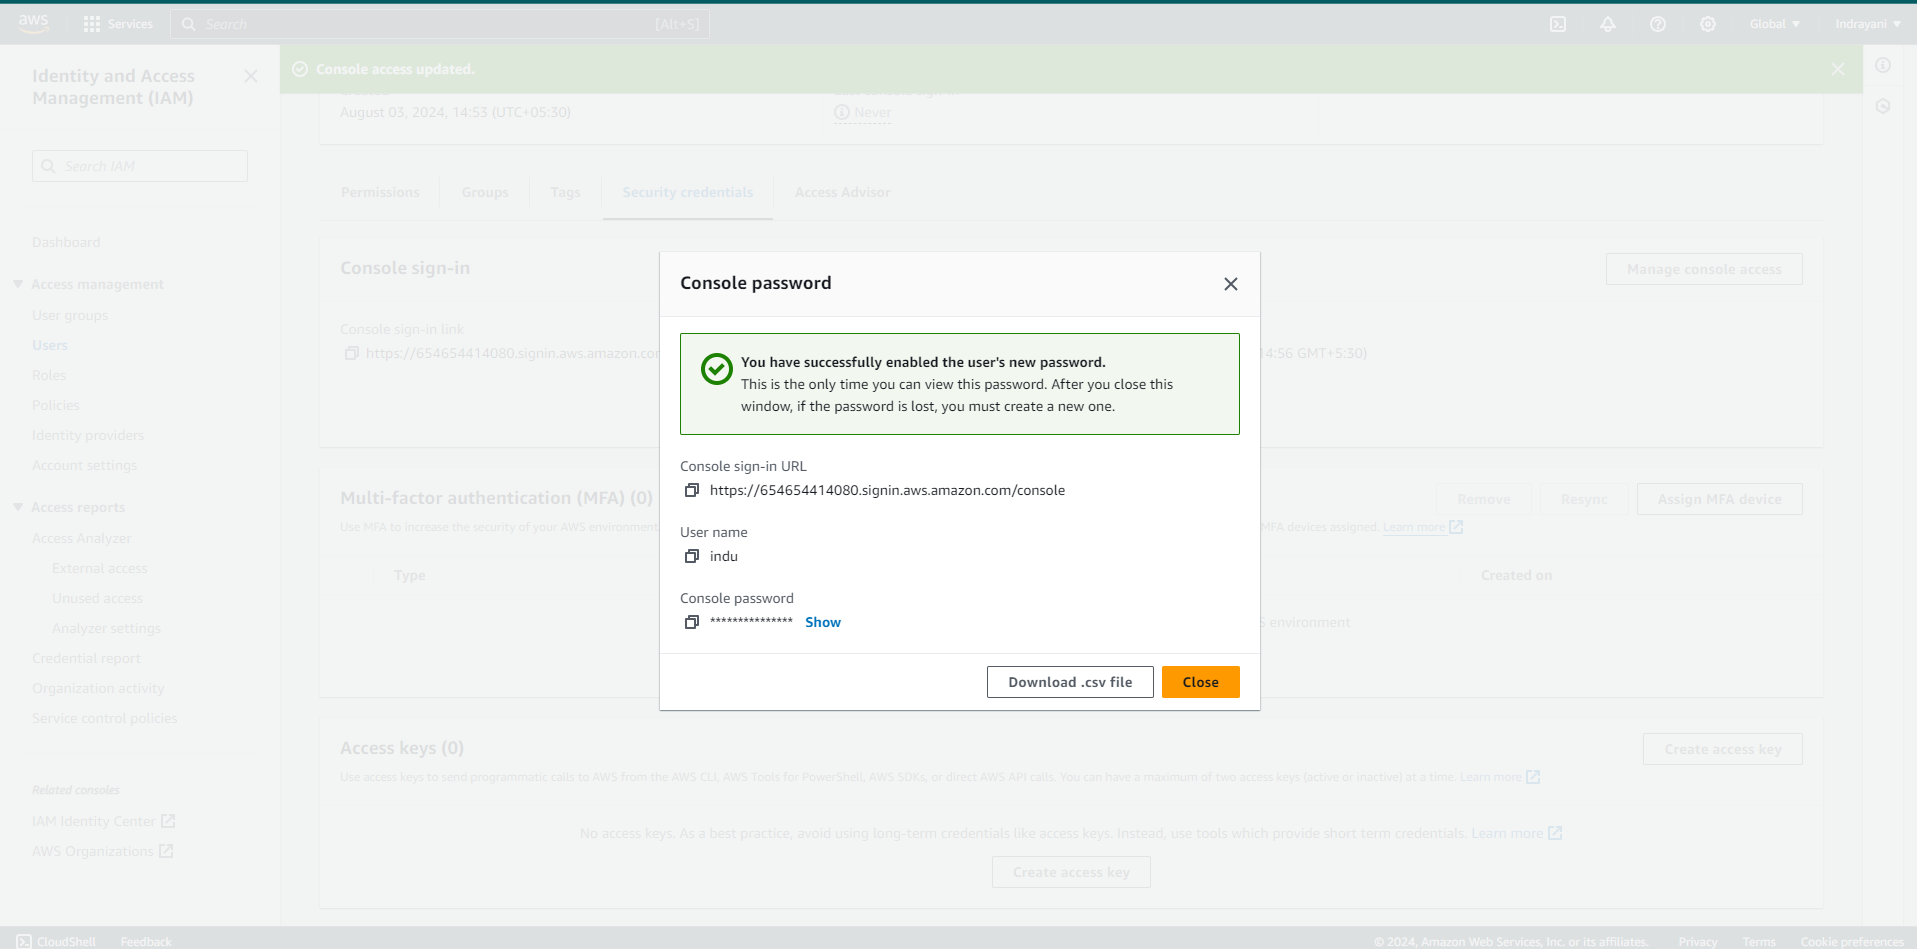 aws
Services
Search
[Alt+S]
Global
Indrayani
Identity and Access
Management (IAM)
Console access updated.
August 03, 2024, 14:53 (UTC+05:30)
Never
Search IAM
Permissions
Groups
Tags
Security credentials
Access Advisor
Dashboard
Access management
User groups
Users
Roles
Policies
Identity providers
Account settings
Access reports
Access Analyzer
External access
Unused access
Analyzer settings
Credential report
Organization activity
Service control policies
Related consoles
IAM Identity Center
AWS Organizations
Console sign-in
Manage console access
Console sign-in link
https://654654414080.signin.aws.amazon.co
14:56 GMT+5:30)
Console password
You have successfully enabled the user's new password.
This is the only time you can view this password. After you close this
window, if the password is lost, you must create a new one.
Console sign-in URL
https://654654414080.signin.aws.amazon.com/console
User name
indu
Console password
*************** Show
Download .csv file
Close
Multi-factor authentication (MFA) (0)
Remove
Resync
Assign MFA device
Use MFA to increase the security of your AWS environment
MFA devices assigned. Learn more
Type
Created on
environment
Access keys (0)
Create access key
Use access keys to send programmatic calls to AWS from the AWS CLI, AWS Tools for PowerShell, AWS SDKs, or direct AWS API calls. You can have a maximum of two access keys (active or inactive) at a time. Learn more
No access keys. As a best practice, avoid using long-term credentials like access keys. Instead, use tools which provide short term credentials. Learn more
Create access key
CloudShell
Feedback
© 2024, Amazon Web Services, Inc. or its affiliates.
Privacy
Terms
Cookie preferences